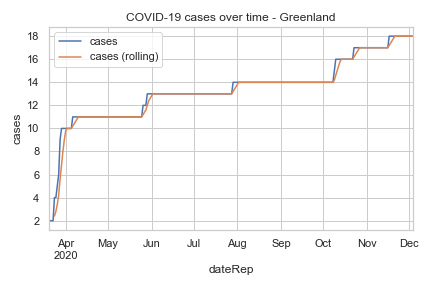 COVID-19 cases over time - Greenland
cases
cases (rolling)
18
16
14
12
10
8
6
4
2
cases
Apr May Jun Jul Aug Sep Oct Nov Dec
2020
dateRep